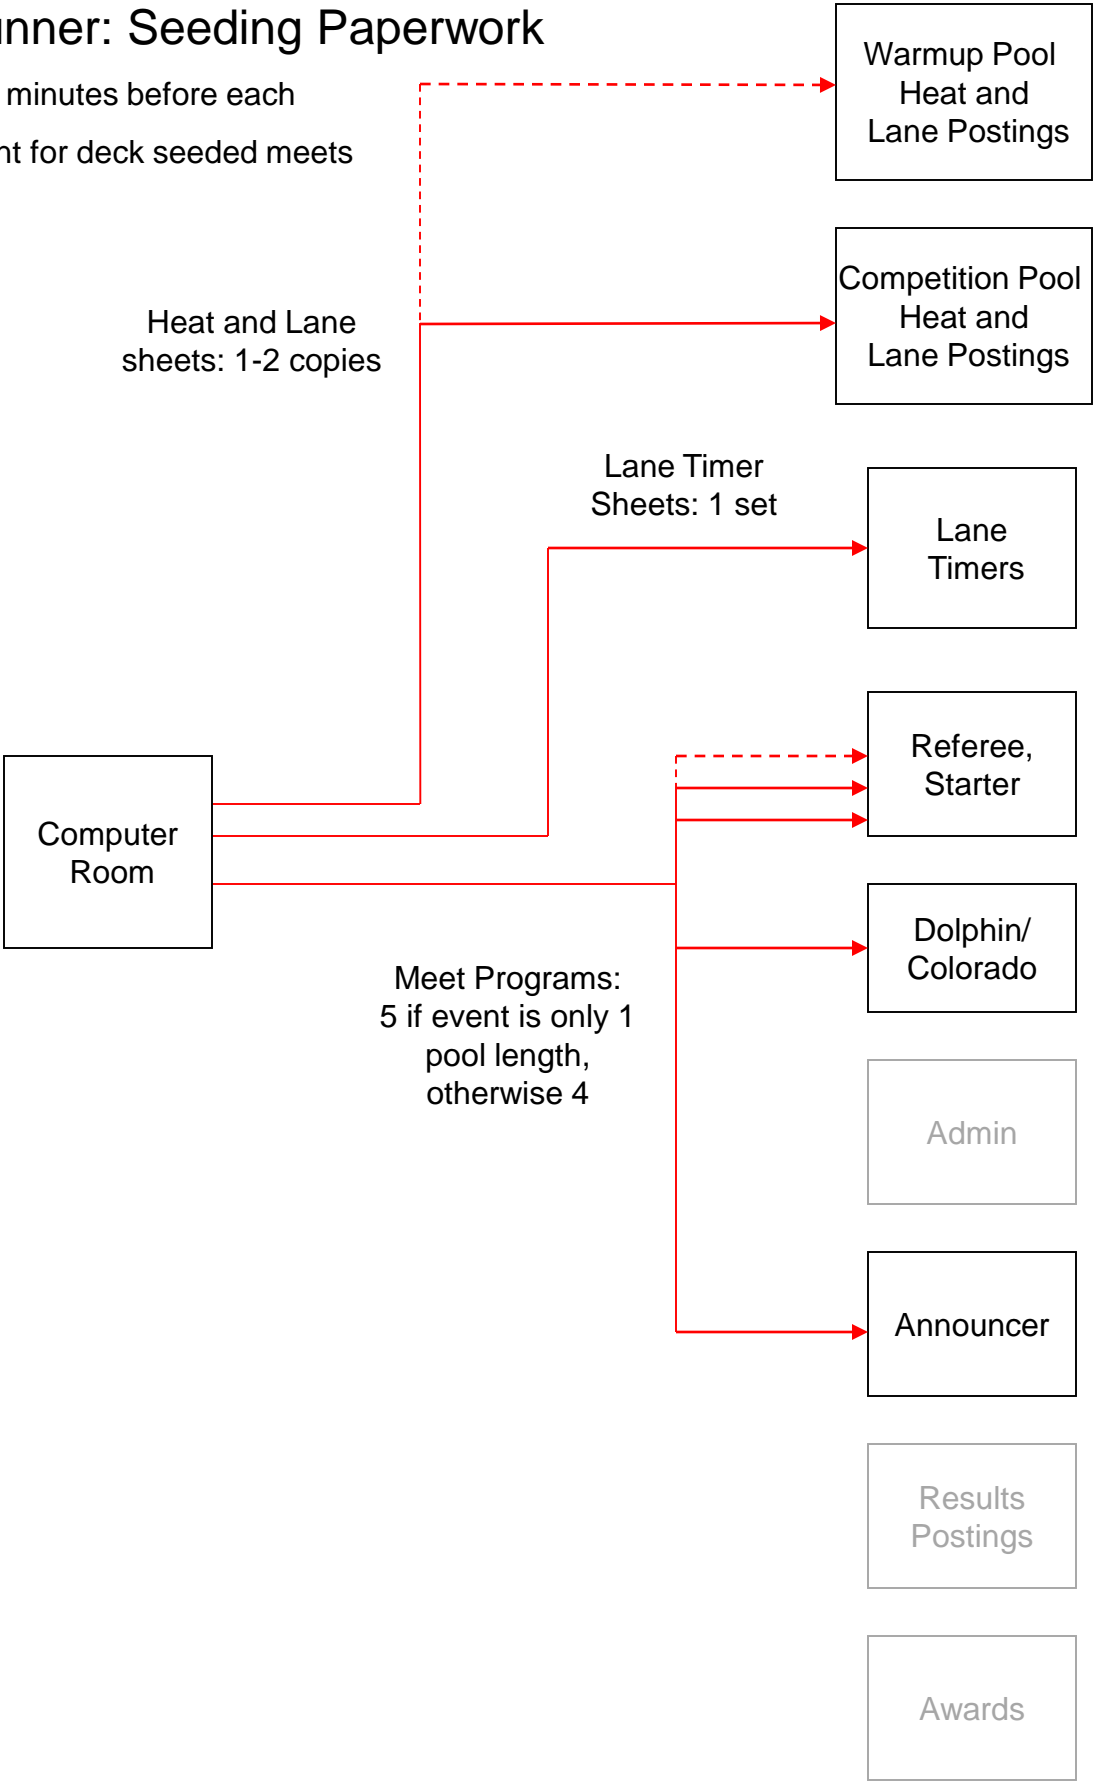 unner: Seeding Paperwork
minutes before each
nt for deck seeded meets
Warmup Pool
Heat and
Lane Postings
Heat and Lane
sheets: 1-2 copies
Competition Pool
Heat and
Lane Postings
Lane Timer
Sheets: 1 set
Lane
Timers
Referee,
Starter
Computer
Room
Dolphin/
Colorado
Meet Programs:
5 if event is only 1
pool length,
otherwise 4
Admin
Announcer
Results
Postings
Awards